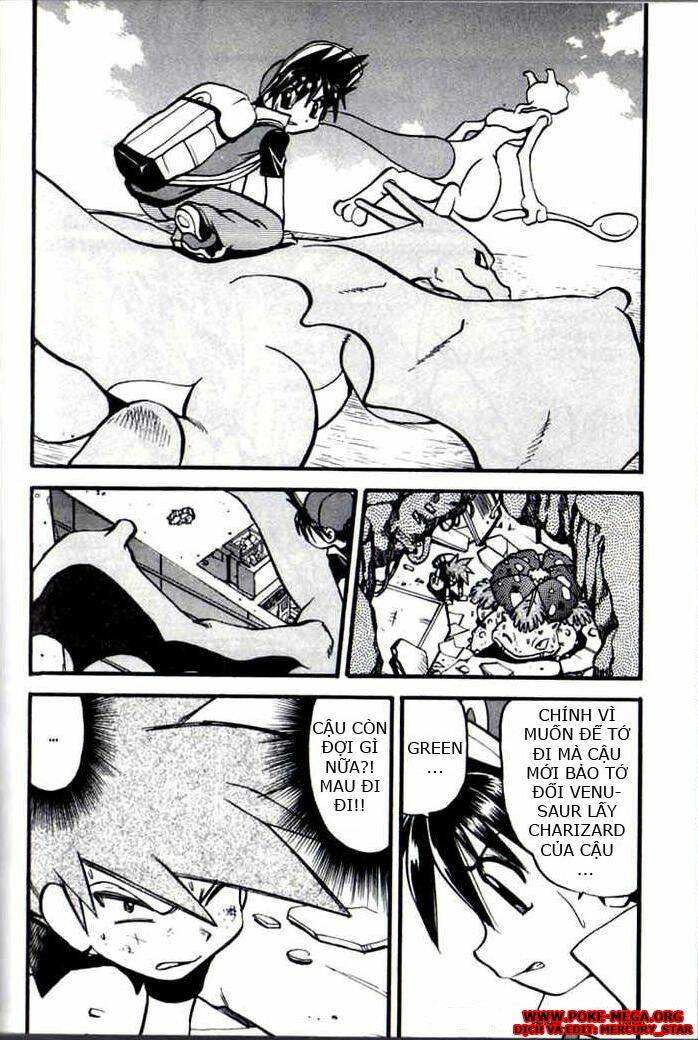 CHÍNH VÌ
MUỐN ĐỂ TỚ
ĐI MÀ CẬU
MỚI BẢO TỚ
ĐỔI VENU-
SAUR LẤY
CHARIZARD
CỦA CẬU
...
GREEN
...
CẬU CÒN
ĐỢI GÌ
NỮA?!
MAU ĐI
ĐI!!
...
WWW.POKE-MEGA.ORG
DỊCH VÀ EDIT: MERCURY_STAR